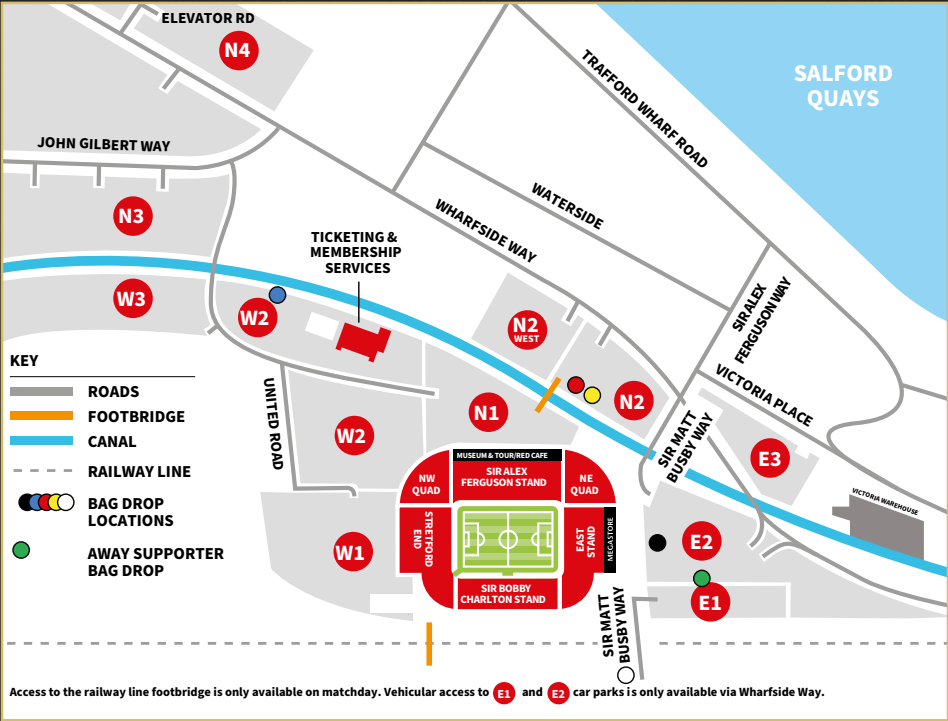 ELEVATOR RD
N4
SALFORD
QUAYS
TRAFFORD WHARF ROAD
JOHN GILBERT WAY
WATERSIDE
WHARFSIDE WAY
N3
TICKETING &
MEMBERSHIP
SERVICES
SIR ALEX
FERGUSON WAY
W3
W2
N2
WEST
KEY
ROADS
FOOTBRIDGE
CANAL
RAILWAY LINE
BAG DROP
LOCATIONS
AWAY SUPPORTER
BAG DROP
UNITED ROAD
W2
N1
N2
VICTORIA PLACE
SIR MATT
BUSBY WAY
E3
MUSEUM & TOUR/RED CAFE
NW
QUAD
SIR ALEX
FERGUSON STAND
NE
QUAD
VICTORIA WAREHOUSE
STRETFORD
END
EAST
STAND
MEGASTORE
W1
E2
SIR BOBBY
CHARLTON STAND
E1
SIR MATT
BUSBY WAY
Access to the railway line footbridge is only available on matchday. Vehicular access to E1 and E2 car parks is only available via Wharfside Way.